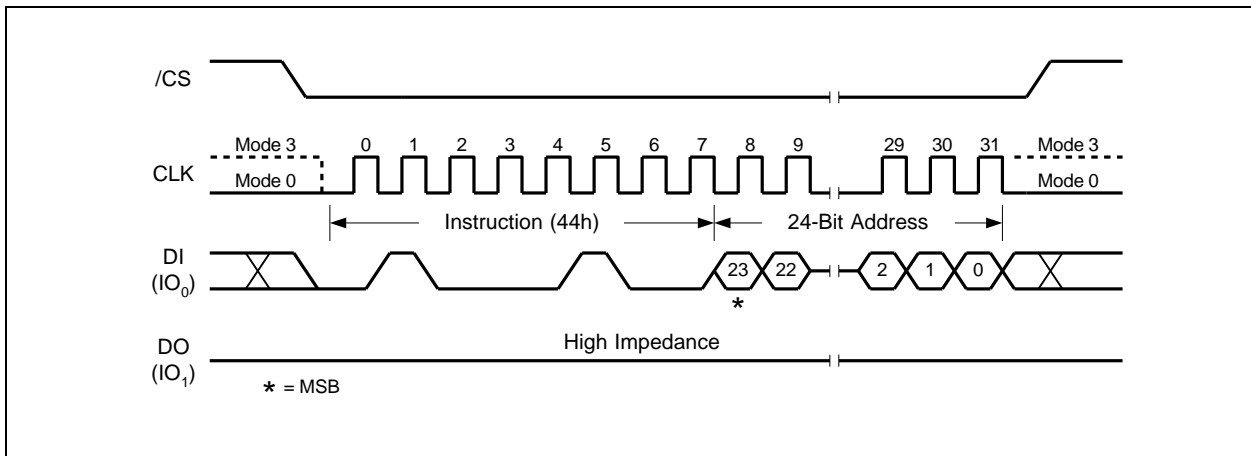 /CS
Mode 3 0 1 2 3 4 5 6 7 8 9 29 30 31 Mode 3
CLK
Mode 0 Mode 0
Instruction (44h) 24-Bit Address
DI
(IO0) 23 22 2 1 0
*
High Impedance
DO
(IO1)
* = MSB